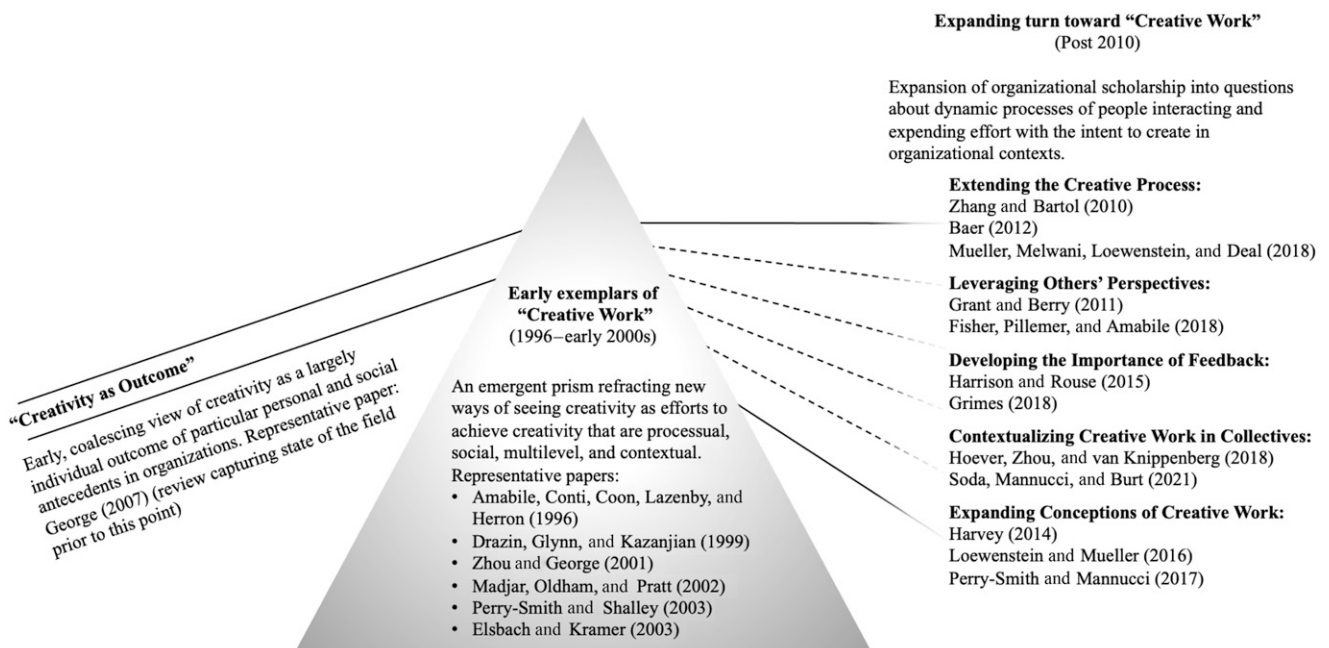 “Creativity as Outcome”
Early, coalescing view of creativity as a largely
individual outcome of particular personal and social
antecedents in organizations. Representative paper:
George (2007) (review capturing state of the field
prior to this point)
Early exemplars of
“Creative Work”
(1996–early 2000s)
An emergent prism refracting new
ways of seeing creativity as efforts to
achieve creativity that are processual,
social, multilevel, and contextual.
Representative papers:
• Amabile, Conti, Coon, Lazenby, and
Herron (1996)
• Drazin, Glynn, and Kazanjian (1999)
• Zhou and George (2001)
• Madjar, Oldham, and Pratt (2002)
• Perry-Smith and Shalley (2003)
• Elsbach and Kramer (2003)
Expanding turn toward “Creative Work”
(Post 2010)
Expansion of organizational scholarship into questions
about dynamic processes of people interacting and
expending effort with the intent to create in
organizational contexts.
Extending the Creative Process:
Zhang and Bartol (2010)
Baer (2012)
Mueller, Melwani, Loewenstein, and Deal (2018)
Leveraging Others’ Perspectives:
Grant and Berry (2011)
Fisher, Pillemer, and Amabile (2018)
Developing the Importance of Feedback:
Harrison and Rouse (2015)
Grimes (2018)
Contextualizing Creative Work in Collectives:
Hoever, Zhou, and van Knippenberg (2018)
Soda, Mannucci, and Burt (2021)
Expanding Conceptions of Creative Work:
Harvey (2014)
Loewenstein and Mueller (2016)
Perry-Smith and Mannucci (2017)